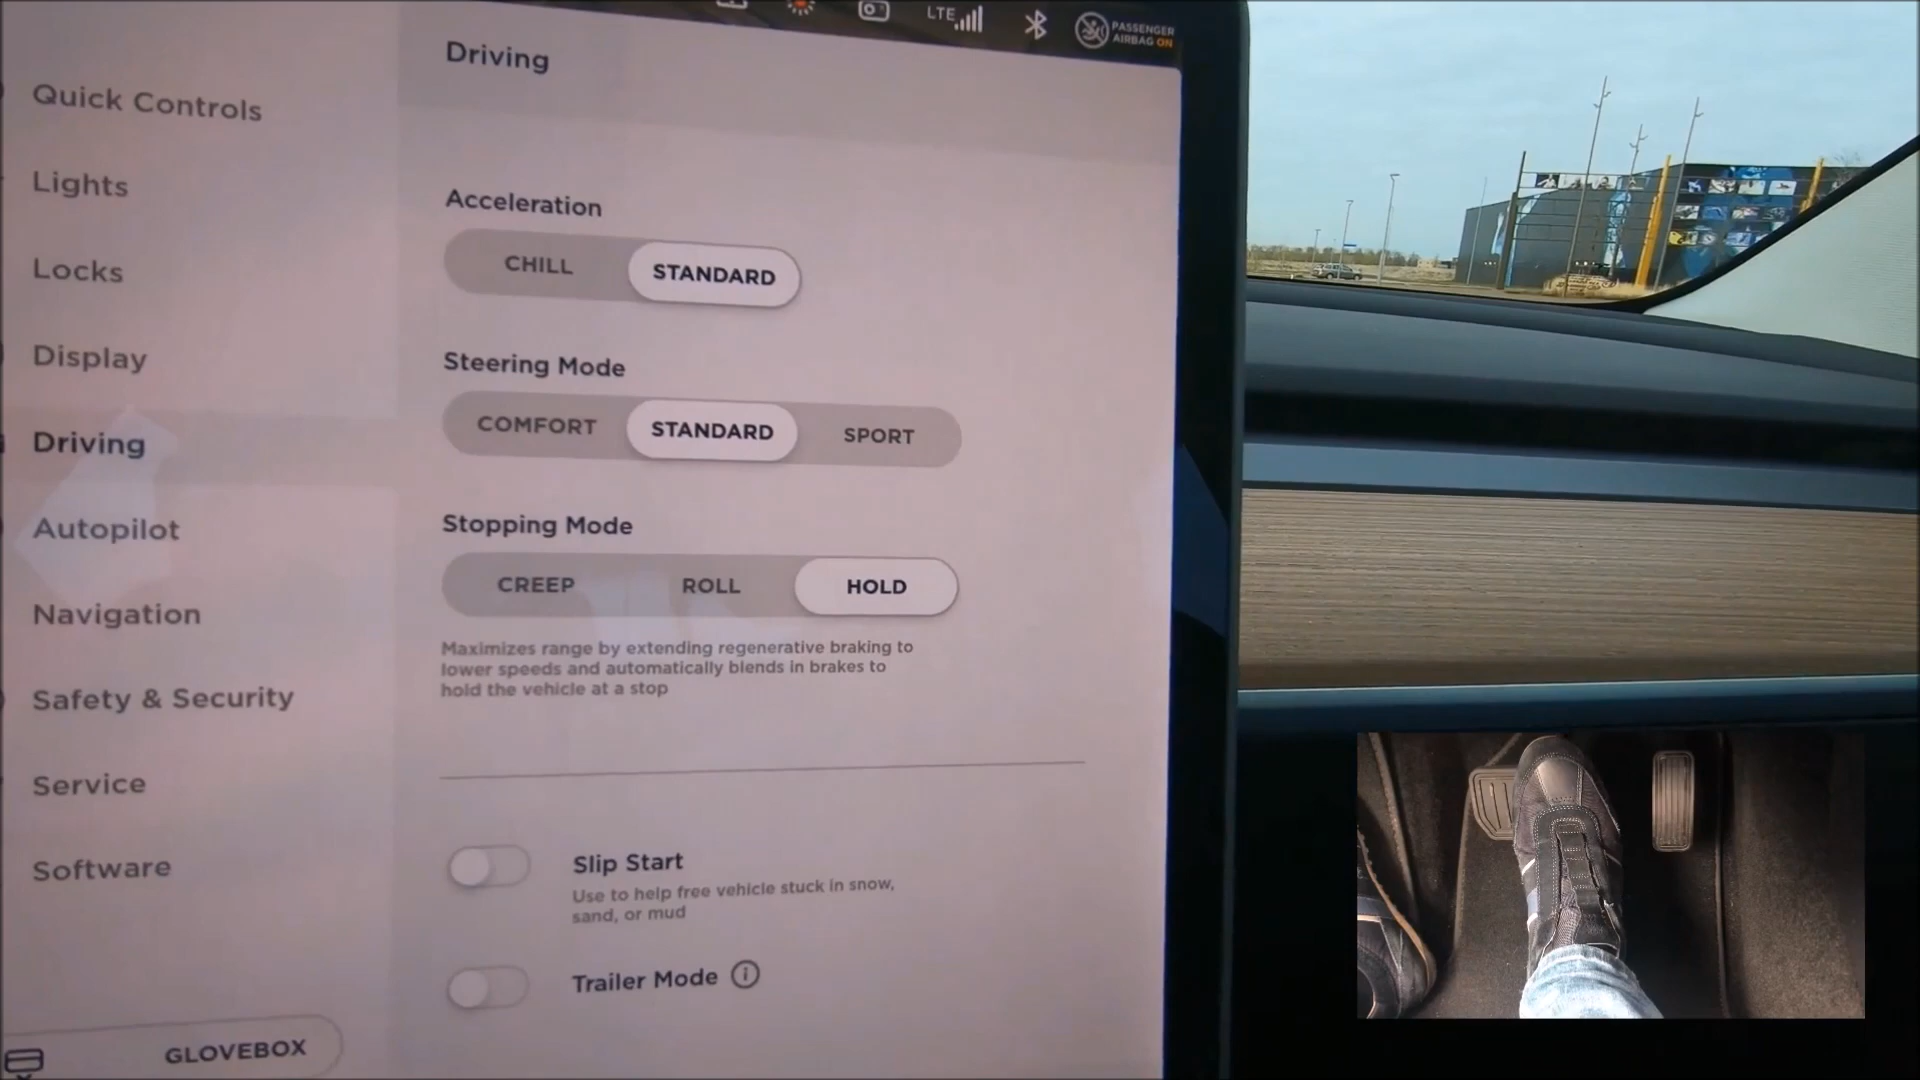 LTE
PASSENGER
AIRBAG ON
Driving
Quick Controls
Lights
Locks
Display
Driving
Autopilot
Navigation
Safety & Security
Service
Software
GLOVEBOX
Acceleration
CHILL
STANDARD
Steering Mode
COMFORT
STANDARD
SPORT
Stopping Mode
CREEP
ROLL
HOLD
Maximizes range by extending regenerative braking to
lower speeds and automatically blends in brakes to
hold the vehicle at a stop
Slip Start
Use to help free vehicle stuck in snow,
sand, or mud
Trailer Mode